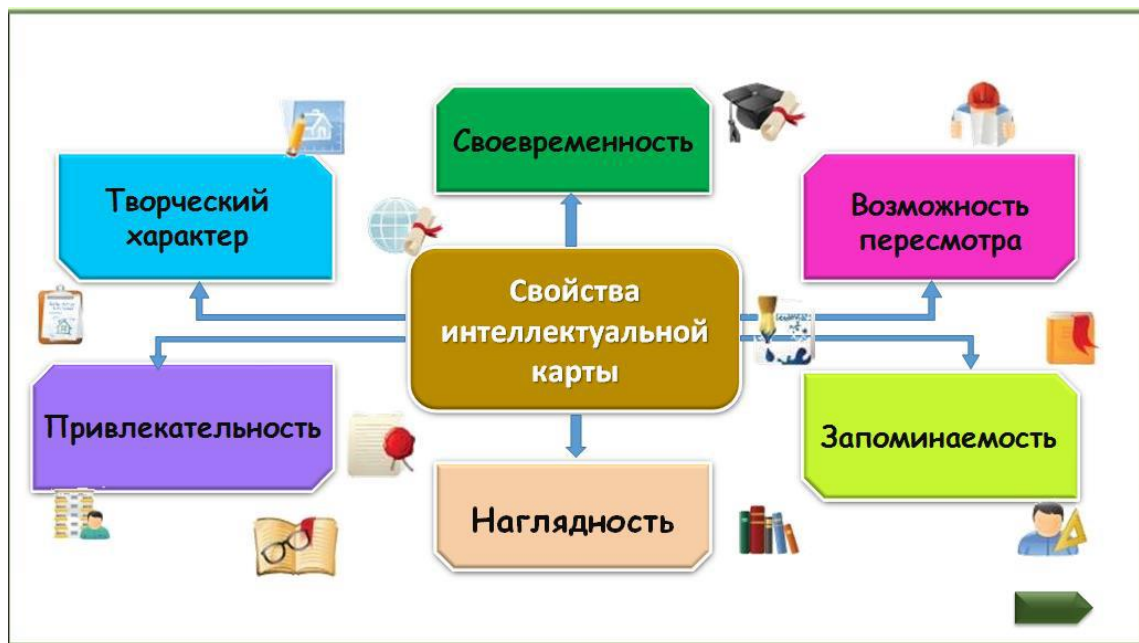 Своевременность
Творческий
характер
Возможность
пересмотра
Свойства
интеллектуальной
карты
Привлекательность
Запоминаемость
Наглядность